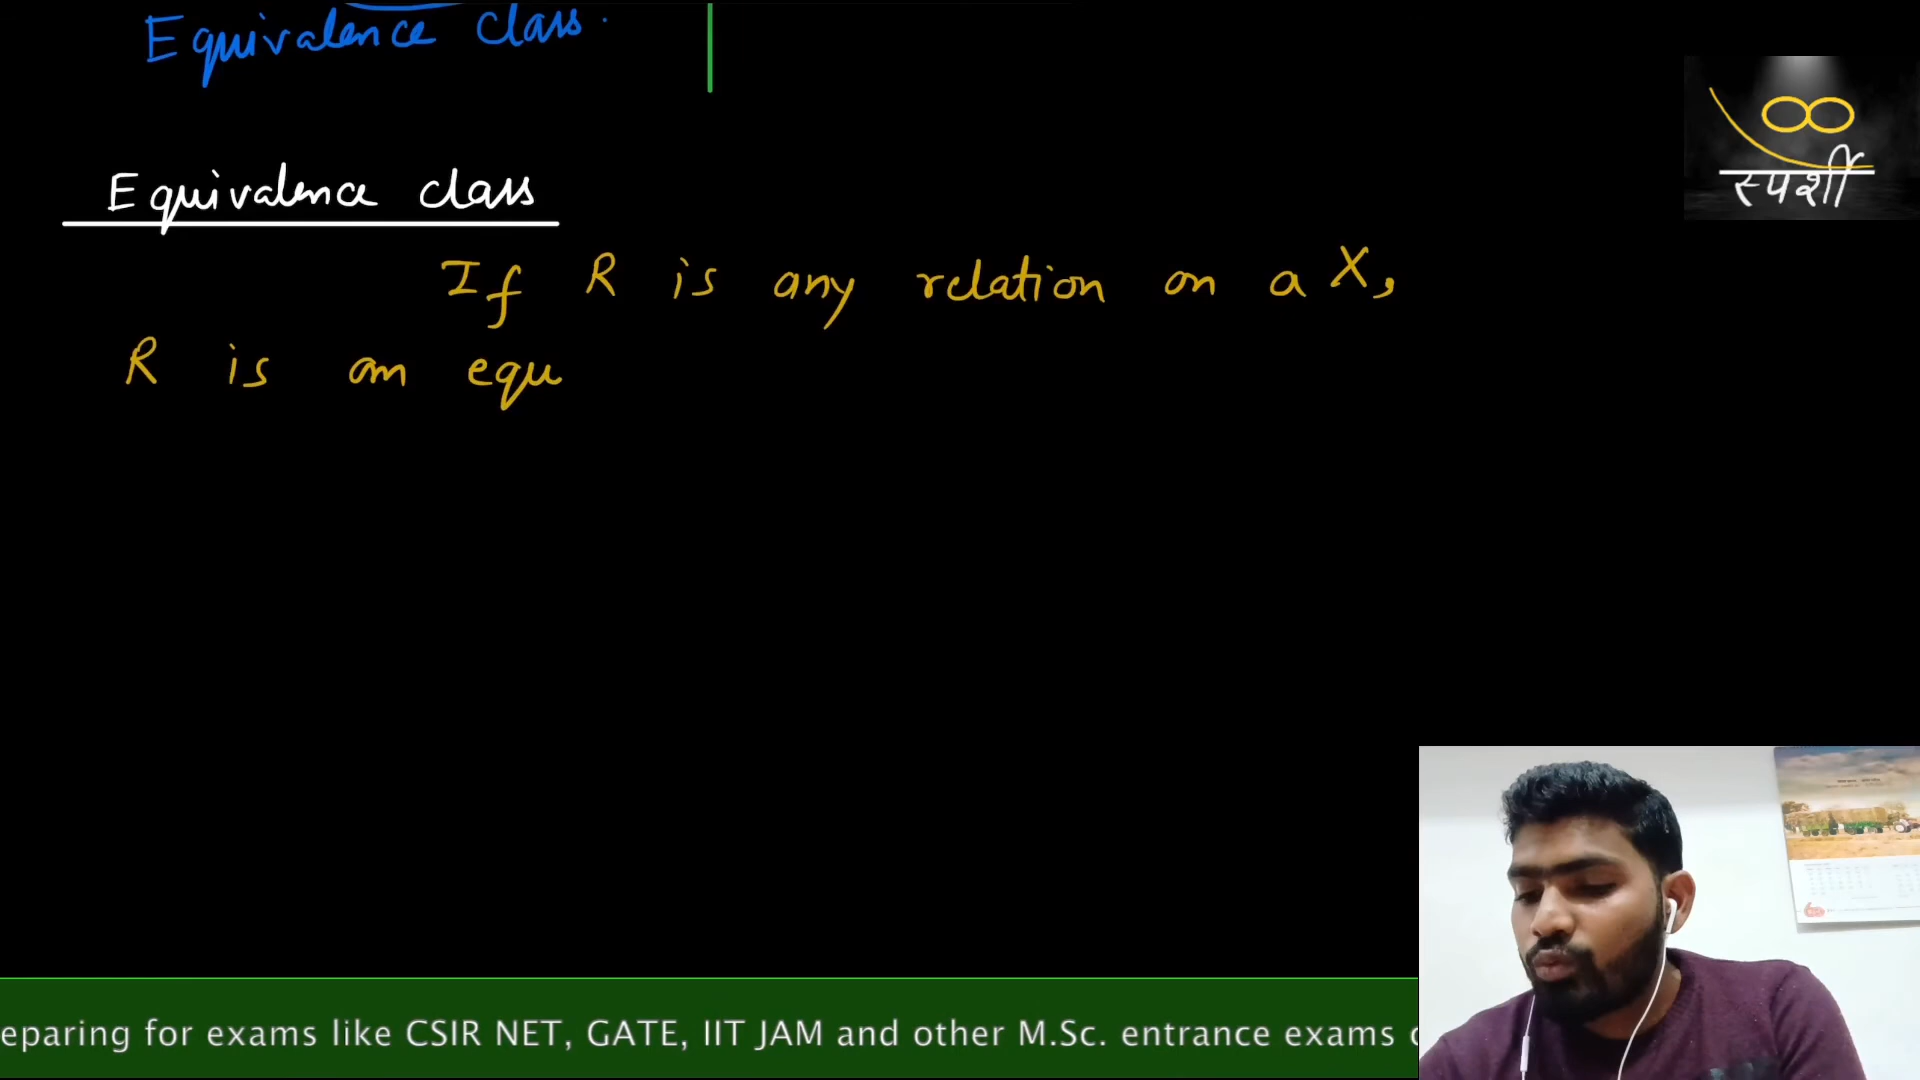 Equivalence class.
Equivalence class
If R is any relation on a X,
R is an equ
स्पर्शी
eparing for exams like CSIR NET, GATE, IIT JAM and other M.Sc. entrance exams